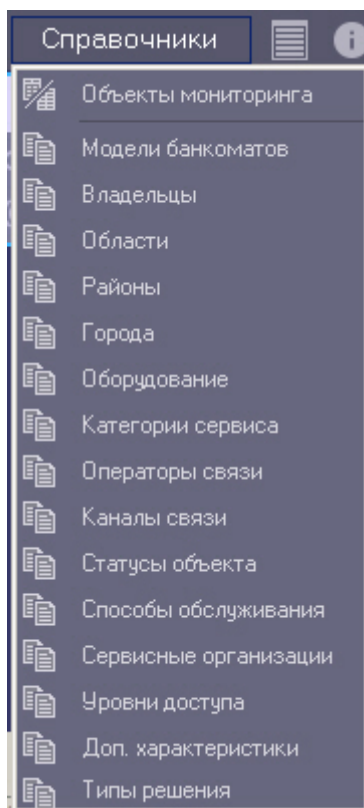 Справочники
Объекты мониторинга
Модели банкоматов
Владельцы
Области
Районы
Города
Оборудование
Категории сервиса
Операторы связи
Каналы связи
Статусы объекта
Способы обслуживания
Сервисные организации
Уровни доступа
Доп. характеристики
Типы решения